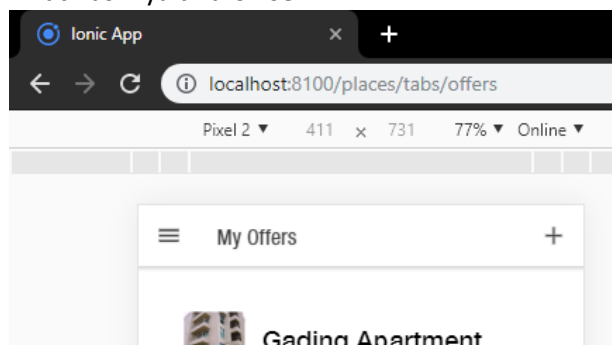 Ionic App
localhost:8100/places/tabs/offers
Pixel 2 ▼ 411 x 731 77% ▼ Online ▼
My Offers
Gading Apartment